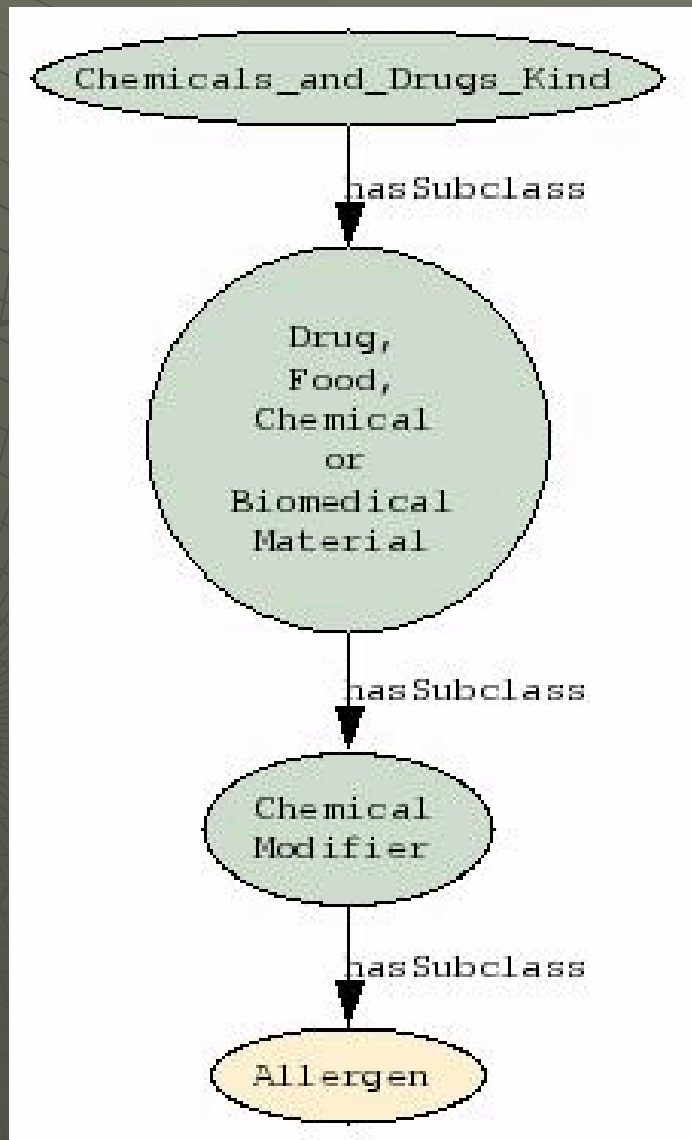 Chemicals_and_Drugs_Kind
hasSubclass
Drug,
Food,
Chemical
or
Biomedical
Material
hasSubclass
Chemical
Modifier
hasSubclass
Allergen